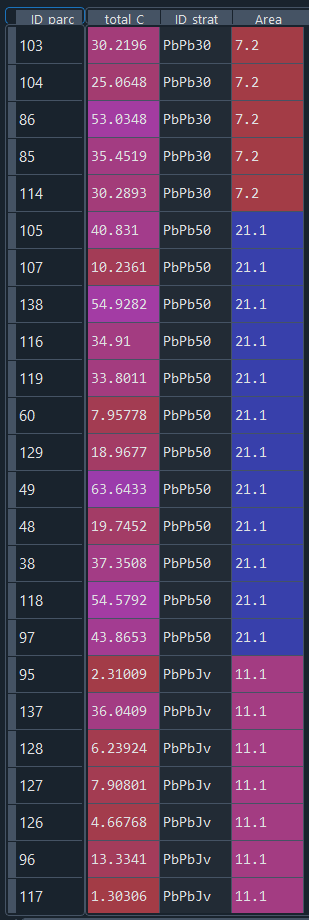 ID_parc total_C ID_strat Area
103 30.2196 PbPb30 7.2
104 25.0648 PbPb30 7.2
86 53.0348 PbPb30 7.2
85 35.4519 PbPb30 7.2
114 30.2893 PbPb30 7.2
105 40.831 PbPb50 21.1
107 10.2361 PbPb50 21.1
138 54.9282 PbPb50 21.1
116 34.91 PbPb50 21.1
119 33.8011 PbPb50 21.1
60 7.95778 PbPb50 21.1
129 18.9677 PbPb50 21.1
49 63.6433 PbPb50 21.1
48 19.7452 PbPb50 21.1
38 37.3508 PbPb50 21.1
118 54.5792 PbPb50 21.1
97 43.8653 PbPb50 21.1
95 2.31009 PbPbJv 11.1
137 36.0409 PbPbJv 11.1
128 6.23924 PbPbJv 11.1
127 7.90801 PbPbJv 11.1
126 4.66768 PbPbJv 11.1
96 13.3341 PbPbJv 11.1
117 1.30306 PbPbJv 11.1